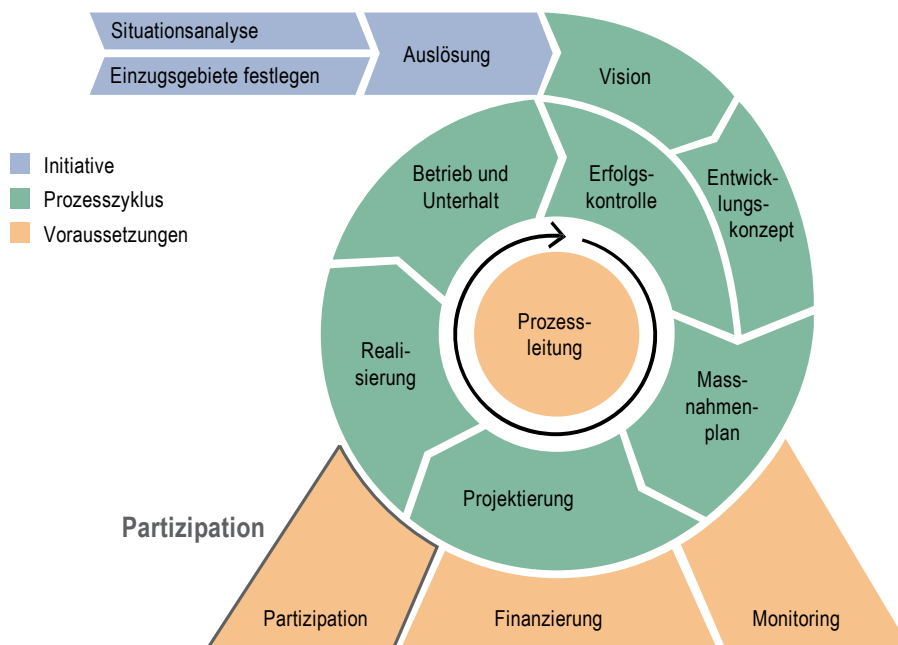 Situationsanalyse
Einzugsgebiete festlegen
Auslösung
Vision
Initiative
Prozesszyklus
Voraussetzungen
Betrieb und
Unterhalt
Erfolgs-
kontrolle
Entwick-
lungs-
konzept
Prozess-
leitung
Reali-
sierung
Mass-
nahmen-
plan
Projektierung
Partizipation
Partizipation
Finanzierung
Monitoring